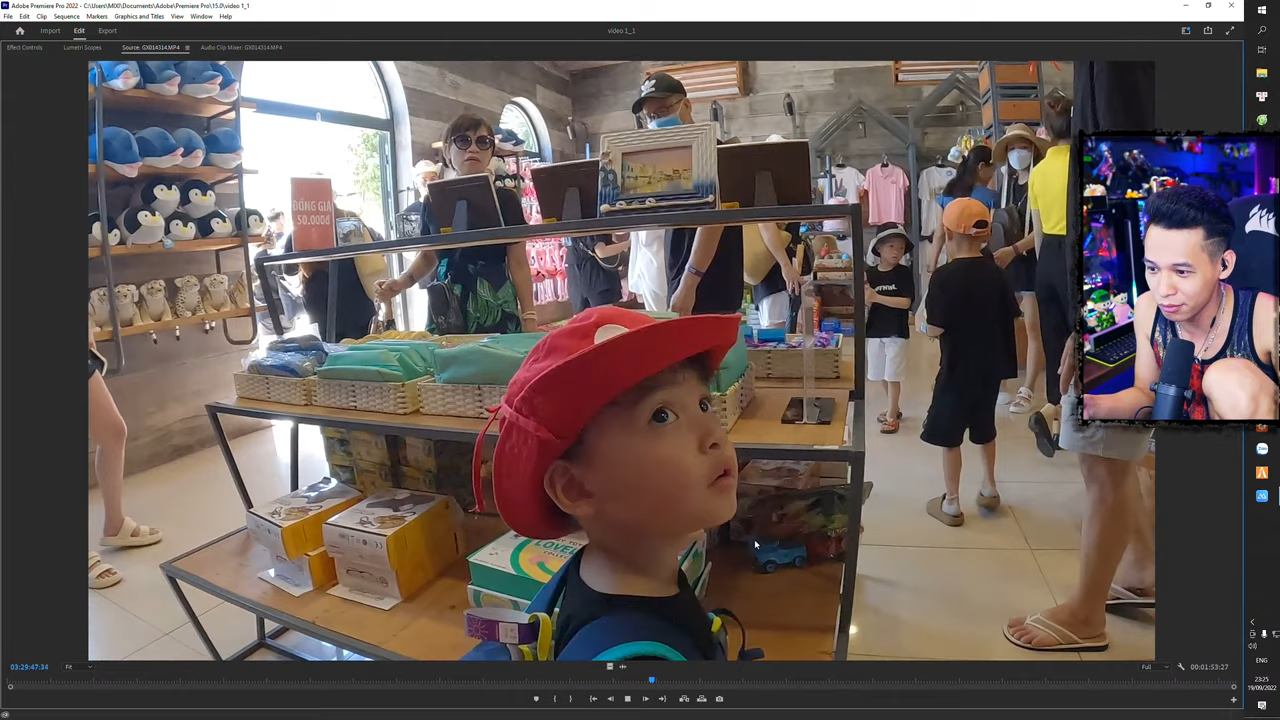 Adobe Premiere Pro 2022 - C:\Users\MIXI\Documents\Adobe\Premiere Pro\15.0\video 1_1
File Edit Clip Sequence Markers Graphics and Titles View Window Help
Import Edit Export
video 1_1
Effect Controls Lumetri Scopes Source: GX014314.MP4 Audio Clip Mixer: GX014314.MP4
ĐỒNG GIÁ
50.000đ
03:29:47:34
Fit
Full
00:01:53:27
ENG
23:25
19/09/2022